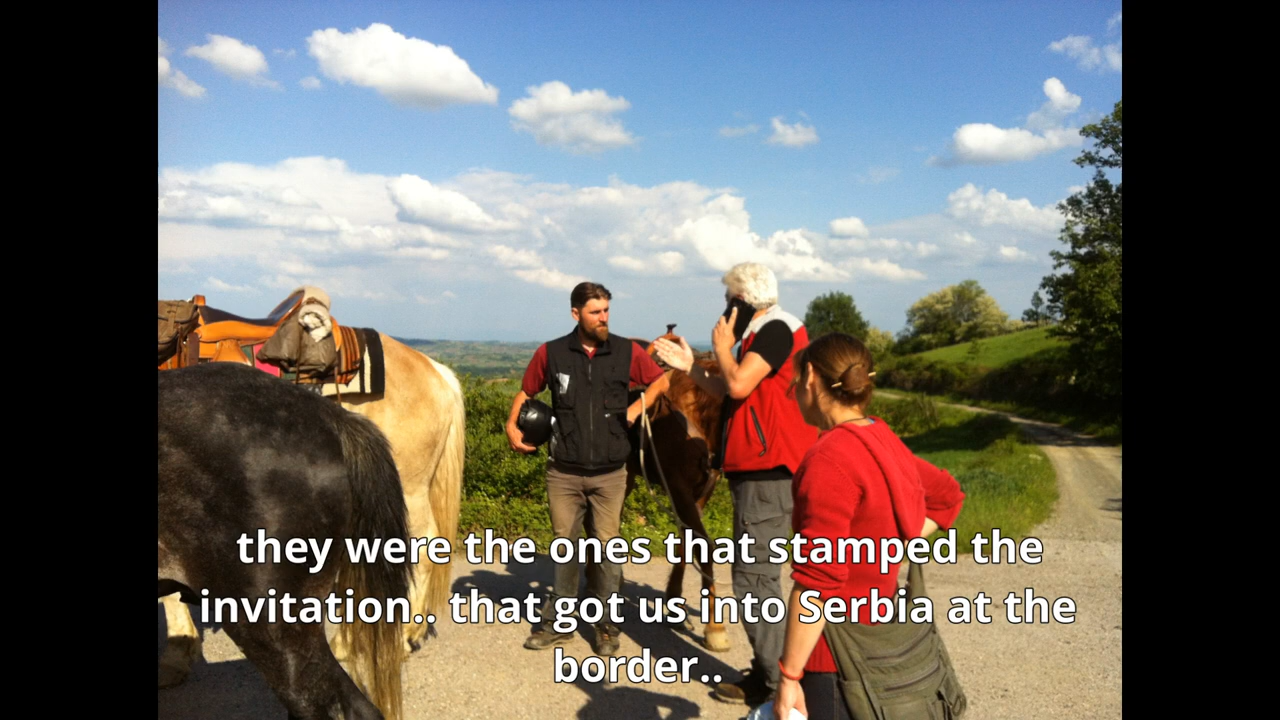 they were the ones that stamped the
invitation.. that got us into Serbia at the
border..